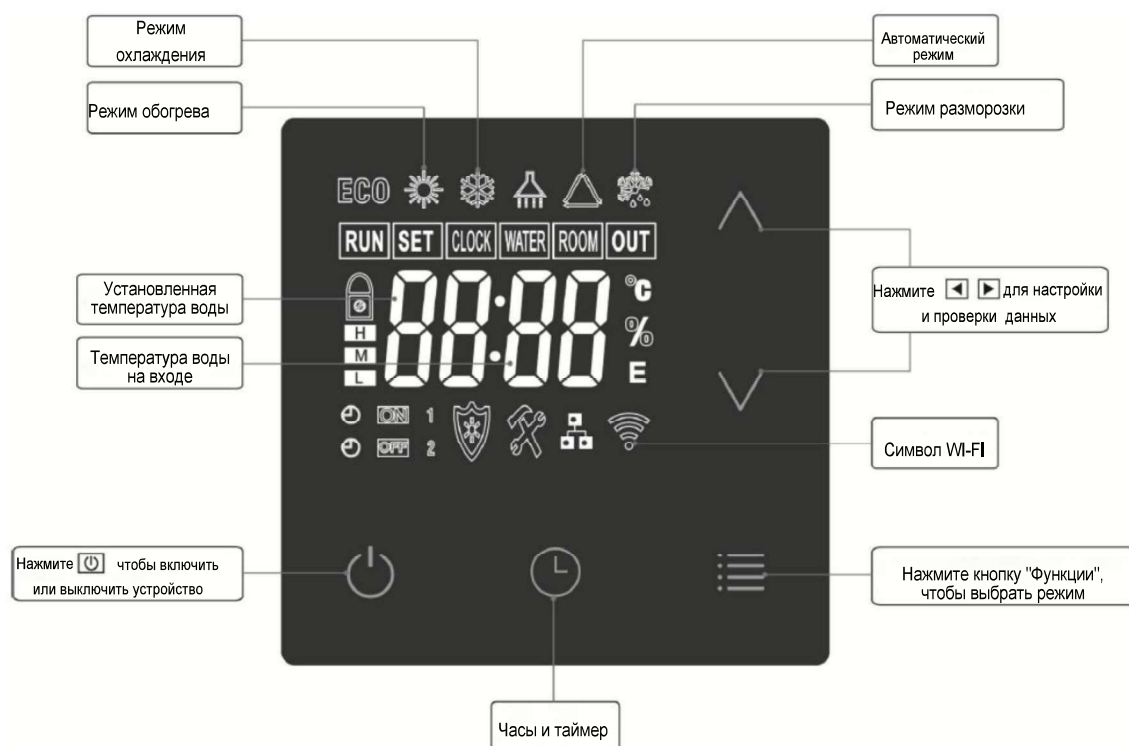 Режим
охлаждения
Автоматический
режим
Режим обогрева
Режим разморозки
ECO
RUN SET CLOCK WATER ROOM OUT
Установленная
температура воды
88:88 °C
%
H
M
L
E
Температура воды
на входе
Нажмите для настройки
и проверки данных
ON 1
OFF 2
Символ WI-FI
Нажмите чтобы включить
или выключить устройство
Нажмите кнопку "Функции",
чтобы выбрать режим
Часы и таймер